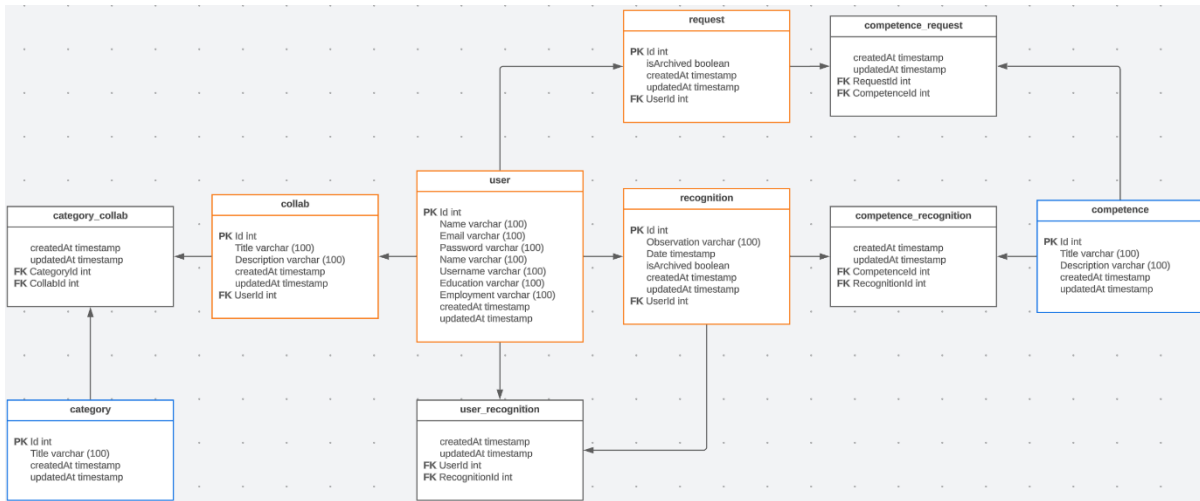 request
PK Id int
isArchived boolean
createdAt timestamp
updatedAt timestamp
FK UserId int
competence_request
createdAt timestamp
updatedAt timestamp
FK RequestId int
FK CompetenceId int
category_collab
createdAt timestamp
updatedAt timestamp
FK CategoryId int
FK CollabId int
collab
PK Id int
Title varchar (100)
Description varchar (100)
createdAt timestamp
updatedAt timestamp
FK UserId int
user
PK Id int
Name varchar (100)
Email varchar (100)
Password varchar (100)
Name varchar (100)
Username varchar (100)
Education varchar (100)
Employment varchar (100)
createdAt timestamp
updatedAt timestamp
recognition
PK Id int
Observation varchar (100)
Date timestamp
isArchived boolean
createdAt timestamp
updatedAt timestamp
FK UserId int
competence_recognition
createdAt timestamp
updatedAt timestamp
FK CompetenceId int
FK RecognitionId int
competence
PK Id int
Title varchar (100)
Description varchar (100)
createdAt timestamp
updatedAt timestamp
category
PK Id int
Title varchar (100)
createdAt timestamp
updatedAt timestamp
user_recognition
createdAt timestamp
updatedAt timestamp
FK UserId int
FK RecognitionId int